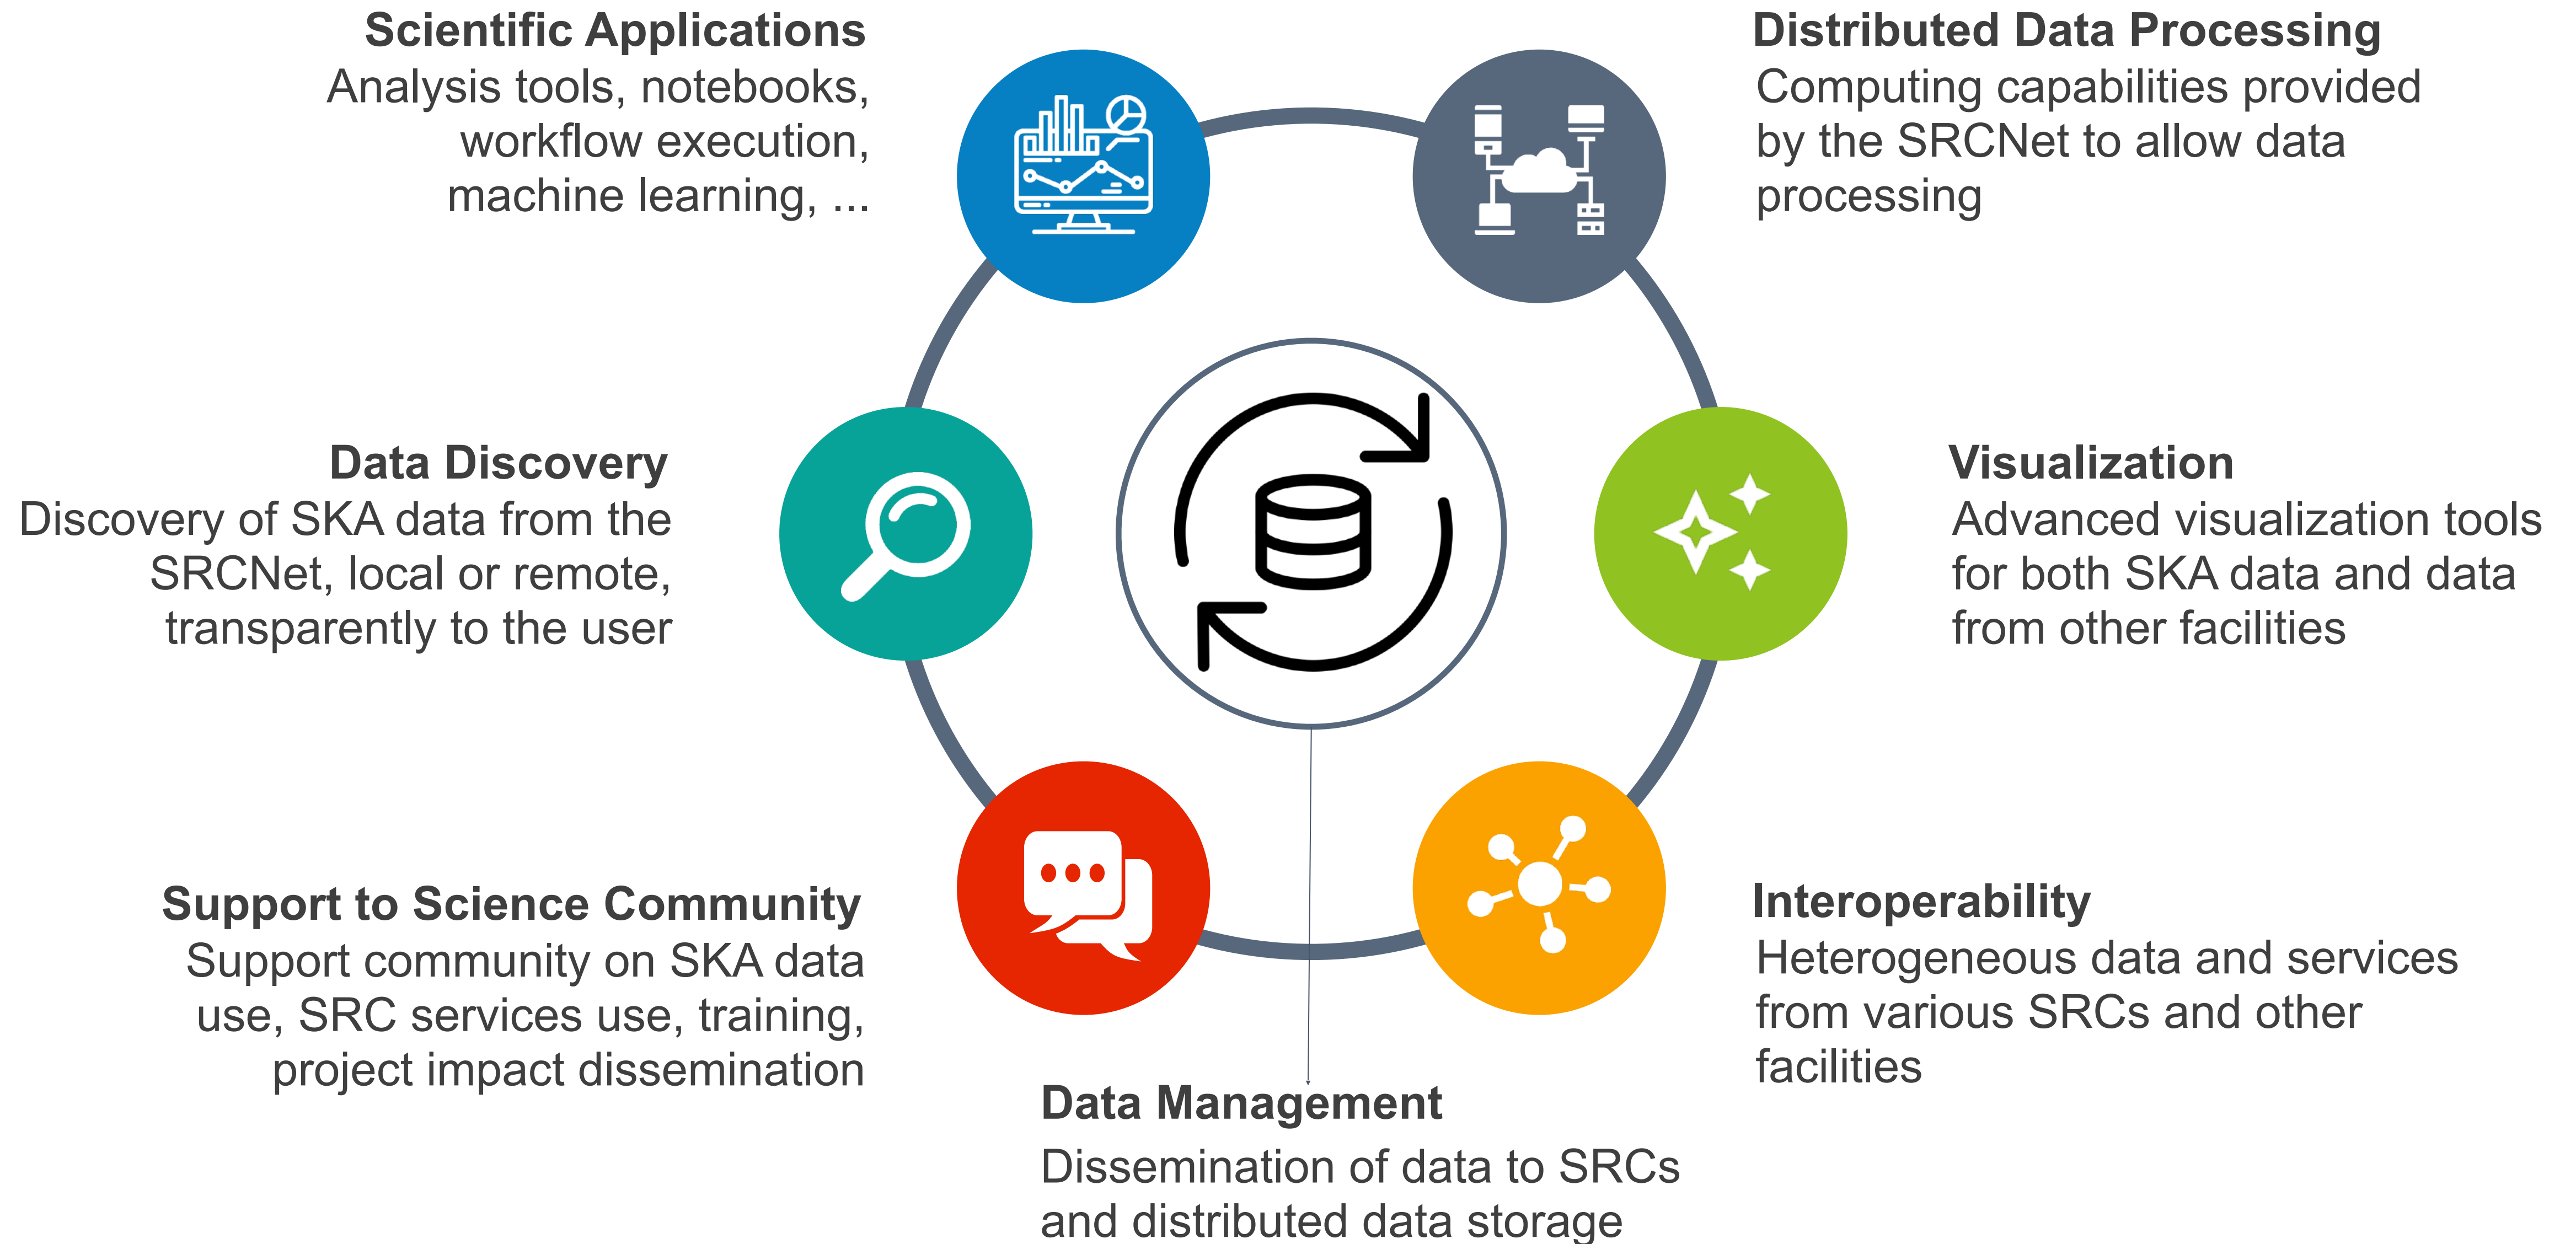 Scientific Applications
Analysis tools, notebooks,
workflow execution,
machine learning, ...
Distributed Data Processing
Computing capabilities provided
by the SRCNet to allow data
processing
Data Discovery
Discovery of SKA data from the
SRCNet, local or remote,
transparently to the user
Visualization
Advanced visualization tools
for both SKA data and data
from other facilities
Support to Science Community
Support community on SKA data
use, SRC services use, training,
project impact dissemination
Interoperability
Heterogeneous data and services
from various SRCs and other
facilities
Data Management
Dissemination of data to SRCs
and distributed data storage